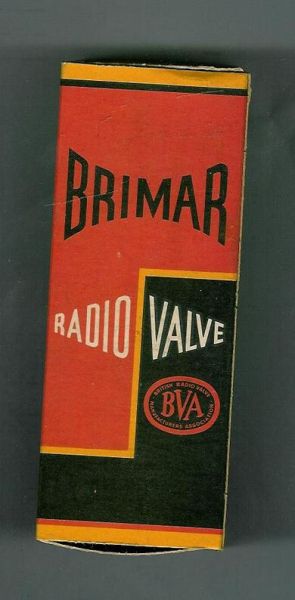 BRIMAR
RADIO VALVE
BRITISH RADIO VALVE
BVA
MANUFACTURERS ASSOCIATION